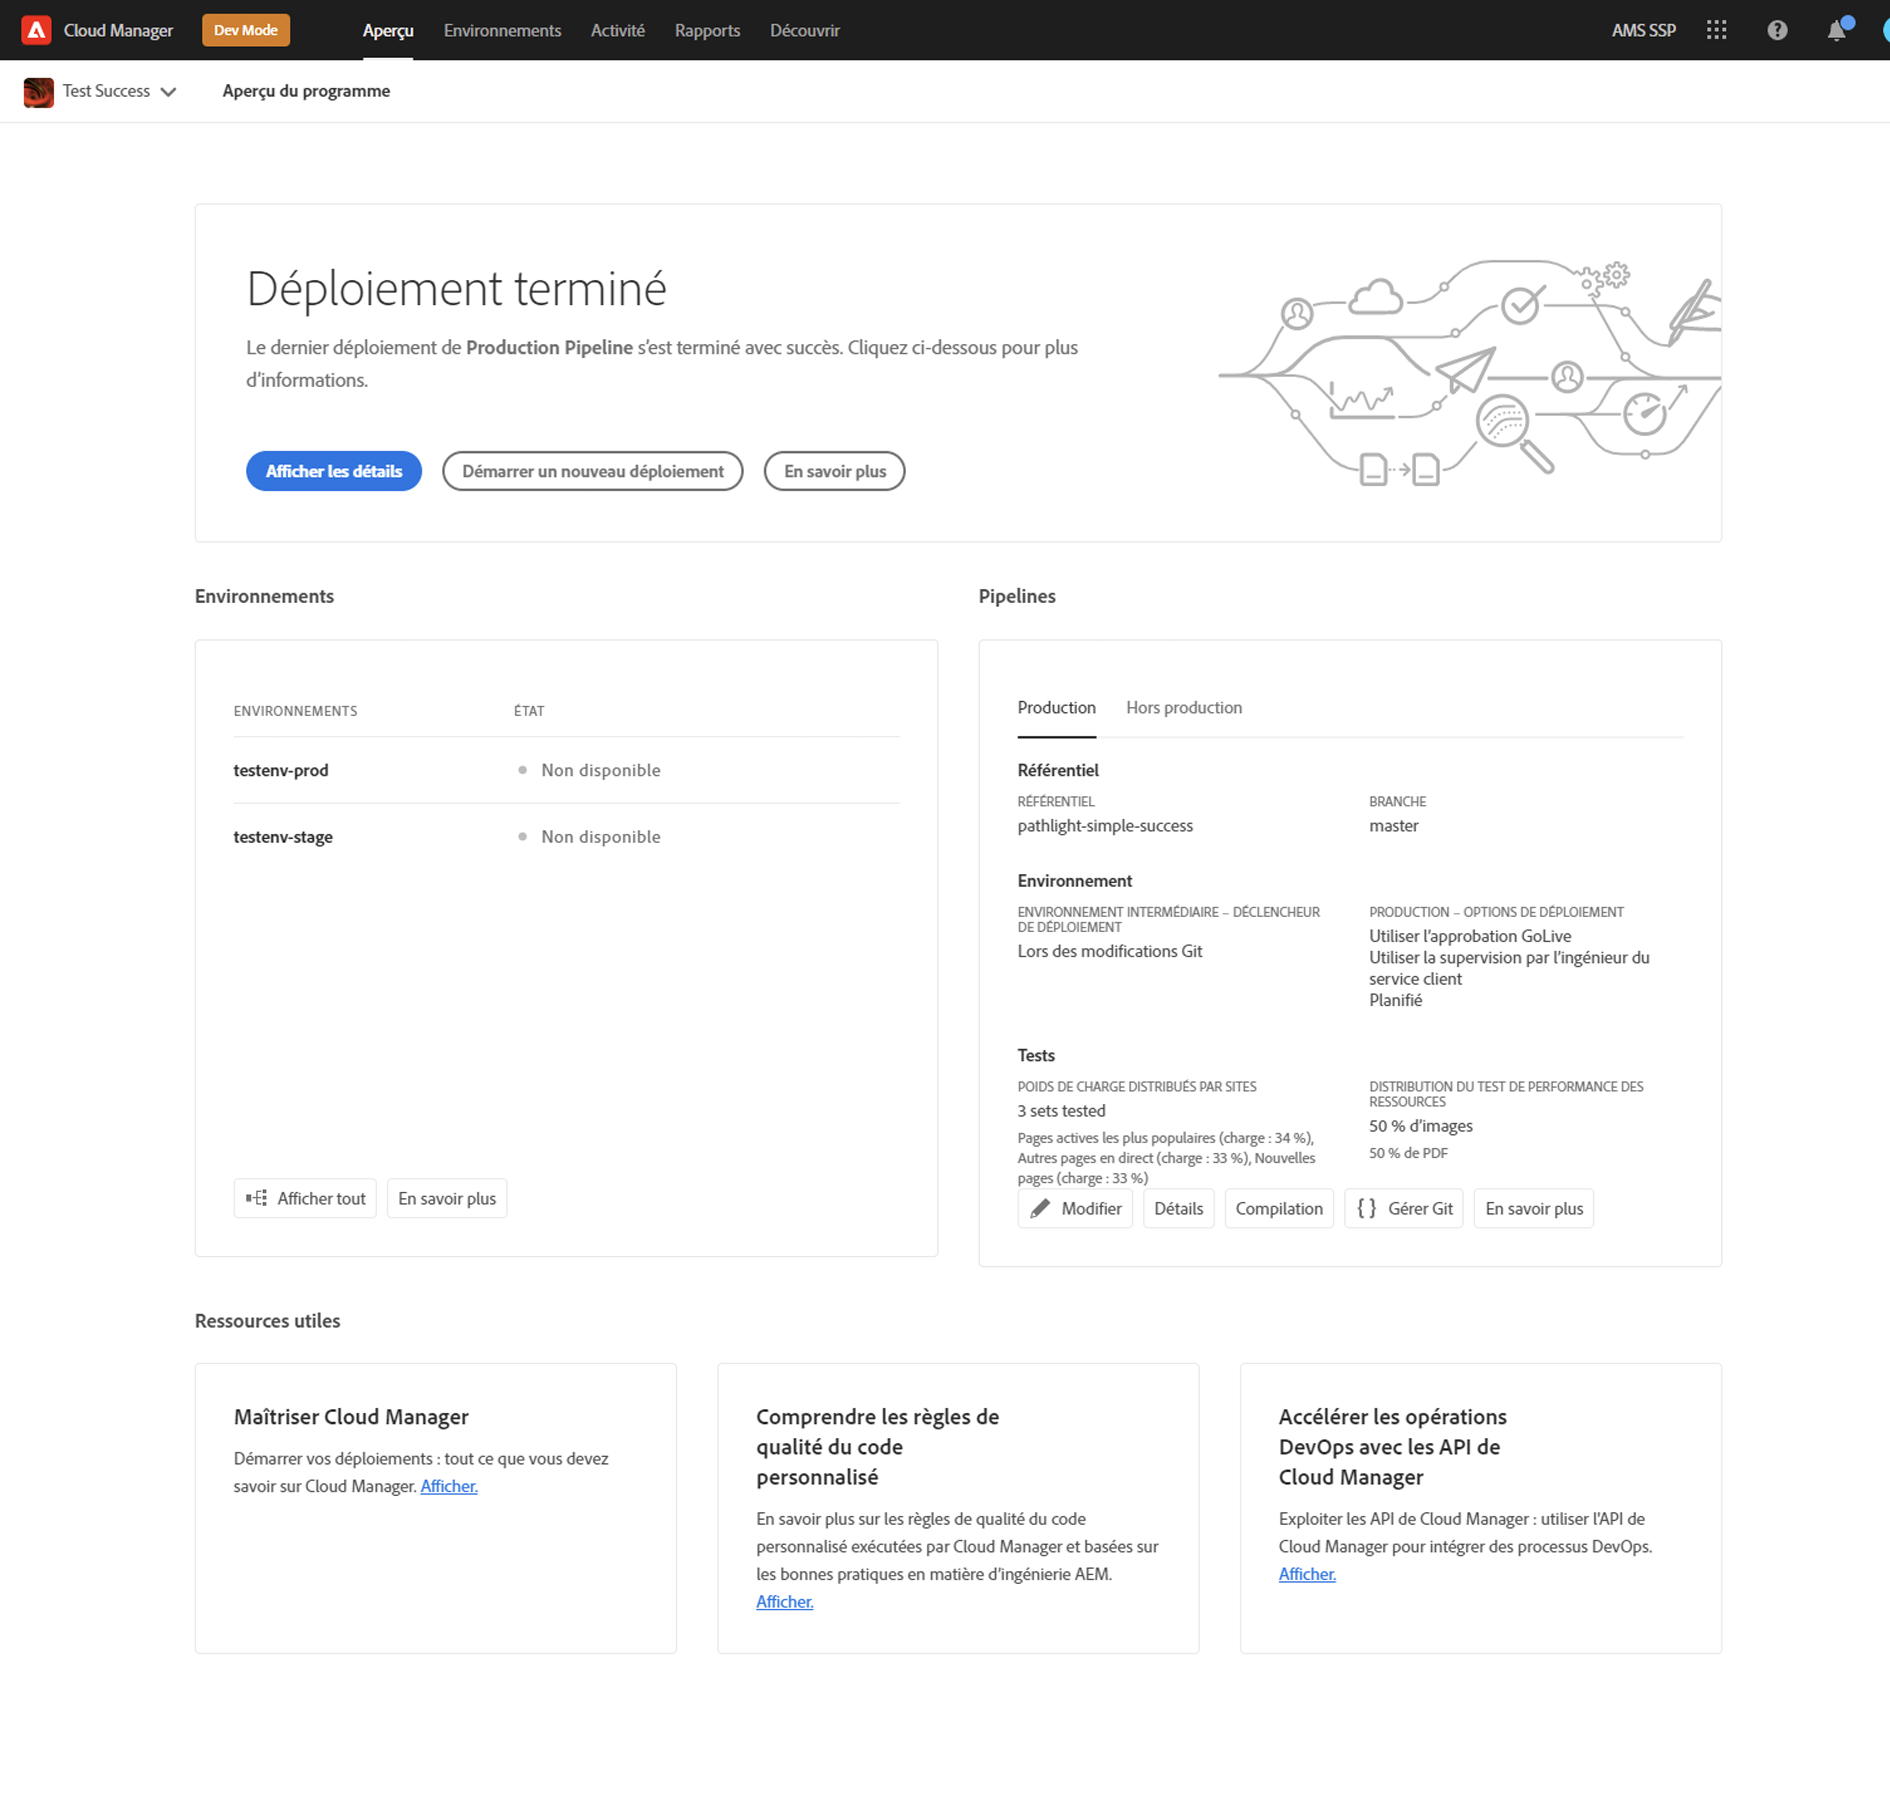 Cloud Manager
Dev Mode
Aperçu
Environnements
Activité
Rapports
Découvrir
AMS SSP
Test Success
Aperçu du programme
Déploiement terminé
Le dernier déploiement de Production Pipeline s’est terminé avec succès. Cliquez ci-dessous pour plus
d’informations.
Afficher les détails
Démarrer un nouveau déploiement
En savoir plus
Environnements
ENVIRONNEMENTS
ÉTAT
testenv-prod
Non disponible
testenv-stage
Non disponible
Afficher tout
En savoir plus
Pipelines
Production
Hors production
Référentiel
RÉFÉRENTIEL
pathlight-simple-success
BRANCHE
master
Environnement
ENVIRONNEMENT INTERMÉDIAIRE – DÉCLENCHEUR
DE DÉPLOIEMENT
Lors des modifications Git
PRODUCTION – OPTIONS DE DÉPLOIEMENT
Utiliser l’approbation GoLive
Utiliser la supervision par l’ingénieur du
service client
Planifié
Tests
POIDS DE CHARGE DISTRIBUÉS PAR SITES
3 sets tested
Pages actives les plus populaires (charge : 34 %),
Autres pages en direct (charge : 33 %), Nouvelles
pages (charge : 33 %)
DISTRIBUTION DU TEST DE PERFORMANCE DES
RESSOURCES
50 % d’images
50 % de PDF
Modifier
Détails
Compilation
Gérer Git
En savoir plus
Ressources utiles
Maîtriser Cloud Manager
Démarrer vos déploiements : tout ce que vous devez
savoir sur Cloud Manager. Afficher.
Comprendre les règles de
qualité du code
personnalisé
En savoir plus sur les règles de qualité du code
personnalisé exécutées par Cloud Manager et basées sur
les bonnes pratiques en matière d’ingénierie AEM.
Afficher.
Accélérer les opérations
DevOps avec les API de
Cloud Manager
Exploiter les API de Cloud Manager : utiliser l’API de
Cloud Manager pour intégrer des processus DevOps.
Afficher.